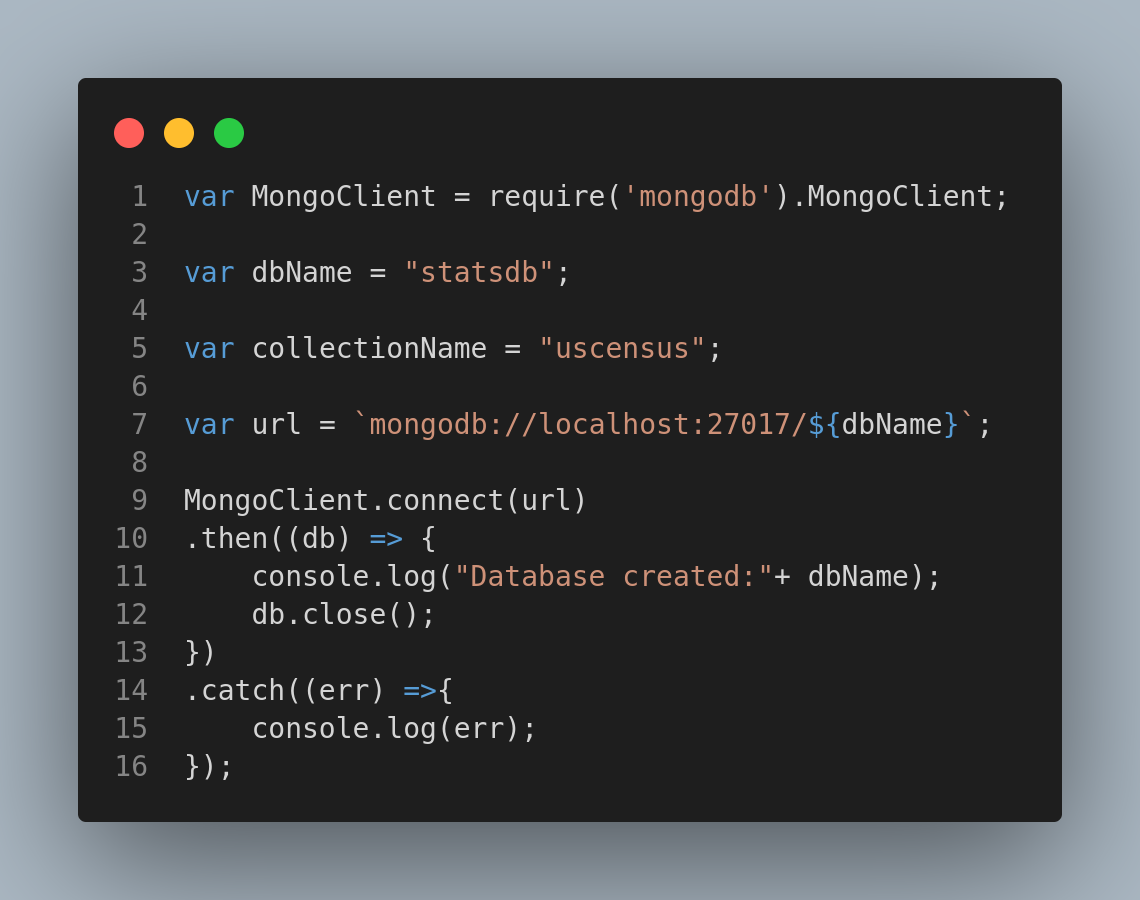 1 var MongoClient = require('mongodb').MongoClient;
2
3 var dbName = "statsdb";
4
5 var collectionName = "uscensus";
6
7 var url = `mongodb://localhost:27017/${dbName}`;
8
9 MongoClient.connect(url)
10 .then((db) => {
11     console.log("Database created:"+ dbName);
12     db.close();
13 })
14 .catch((err) =>{
15     console.log(err);
16 });